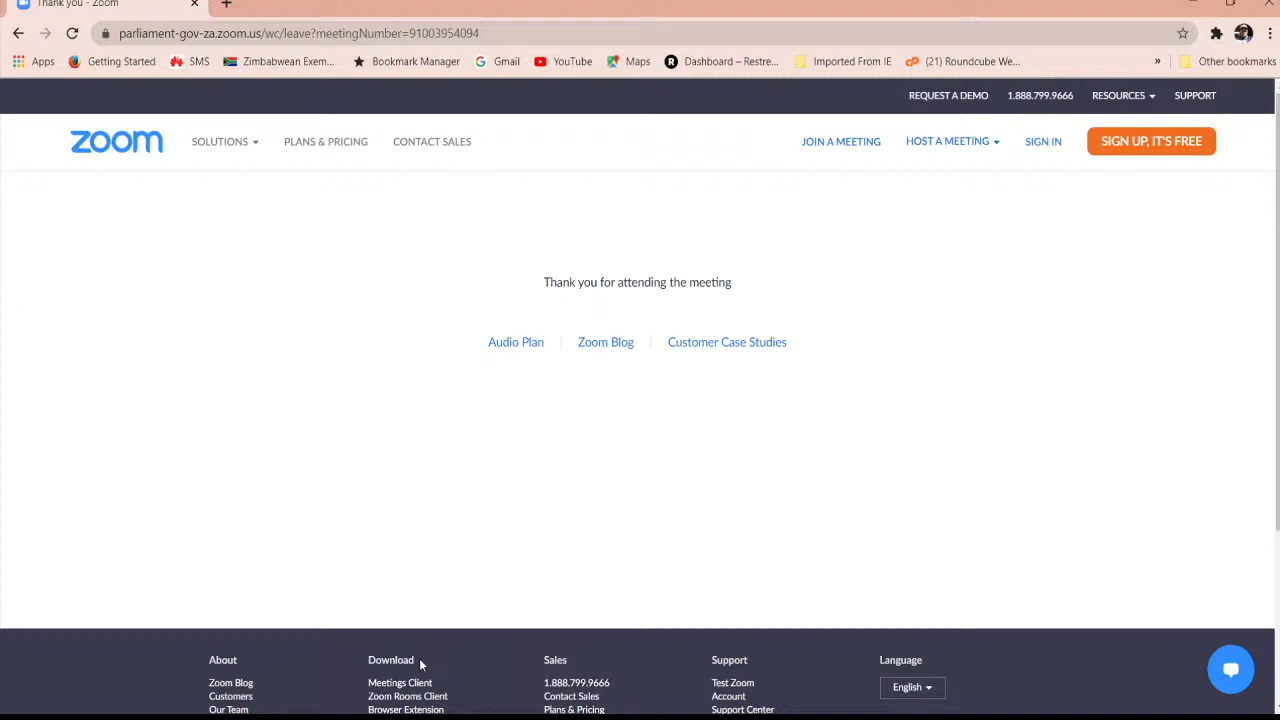 Thank you - Zoom
parliament-gov-za.zoom.us/wc/leave?meetingNumber=91003954094
Apps Getting Started SMS Zimbabwean Exem... Bookmark Manager Gmail YouTube Maps Dashboard – Restre... Imported From IE (21) Roundcube We... » Other bookmarks
REQUEST A DEMO 1.888.799.9666 RESOURCES SUPPORT
zoom SOLUTIONS PLANS & PRICING CONTACT SALES JOIN A MEETING HOST A MEETING SIGN IN SIGN UP, IT'S FREE
Thank you for attending the meeting
Audio Plan Zoom Blog Customer Case Studies
About Download Sales Support Language
Zoom Blog Meetings Client 1.888.799.9666 Test Zoom English
Customers Zoom Rooms Client Contact Sales Account
Our Team Browser Extension Plans & Pricing Support Center